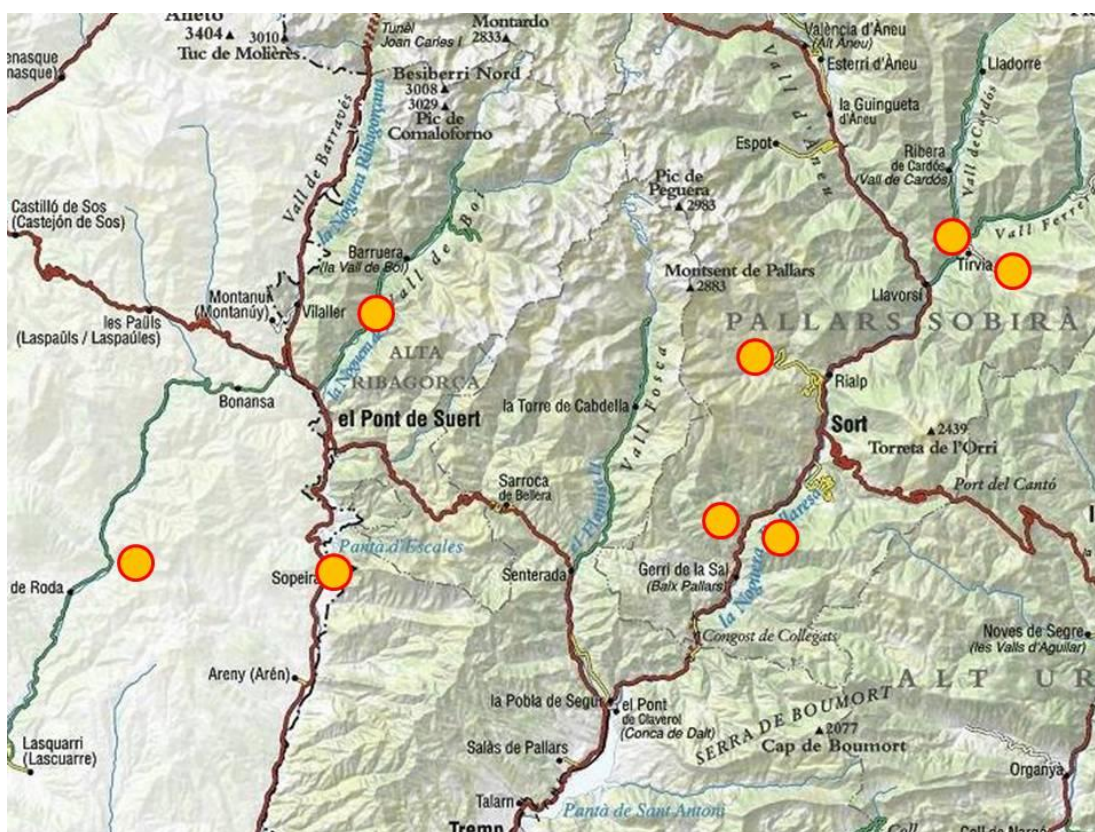 Aneto
3404
3010
Tuc de Molières
Tunèl
Joan Carles I
Montardo
2833
Besiberri Nord
3008
3029
Pic de
Comaloforno
València d'Àneu
(Alt Àneu)
Esterri d'Àneu
la Guingueta
d'Àneu
Vall d'Àneu
Espot
Lladorre
Ribera
de Cardós
(Vall de Cardós)
Vall de Cardós
Vall Ferrera
Tírvia
Llavorsí
Vall de Barravés
la Noguera Ribagorçana
Castilló de Sos
(Castejón de Sos)
Barruera
(la Vall de Boí)
Vall de Boí
Pic de
Peguera
2983
Montsent de Pallars
2883
PALLARS SOBIRÀ
Montanui
(Montanúy)
Vilaller
les Paüls
(Laspaúls / Laspaúles)
Bonansa
la Noguera de
ALTA
RIBAGORÇA
el Pont de Suert
la Torre de Cabdella
Vall Fosca
Rialp
Sort
2439
Torreta de l'Orri
Port del Cantó
Sarroca
de Bellera
el Flamisell
Pantà d'Escales
Sopeira
de Roda
Senterada
Gerri de la Sal
(Baix Pallars)
la Noguera Pallaresa
Congost de Collegats
Noves de Segre
(les Valls d'Aguilar)
ALT UR
Areny (Arén)
la Pobla de Segur
el Pont
de Claverol
(Conca de Dalt)
SERRA DE BOUMORT
2077
Cap de Boumort
Lasquarri
(Lascuarre)
Salàs de Pallars
Organyà
Talarn
Pantà de Sant Antoni
Tremp